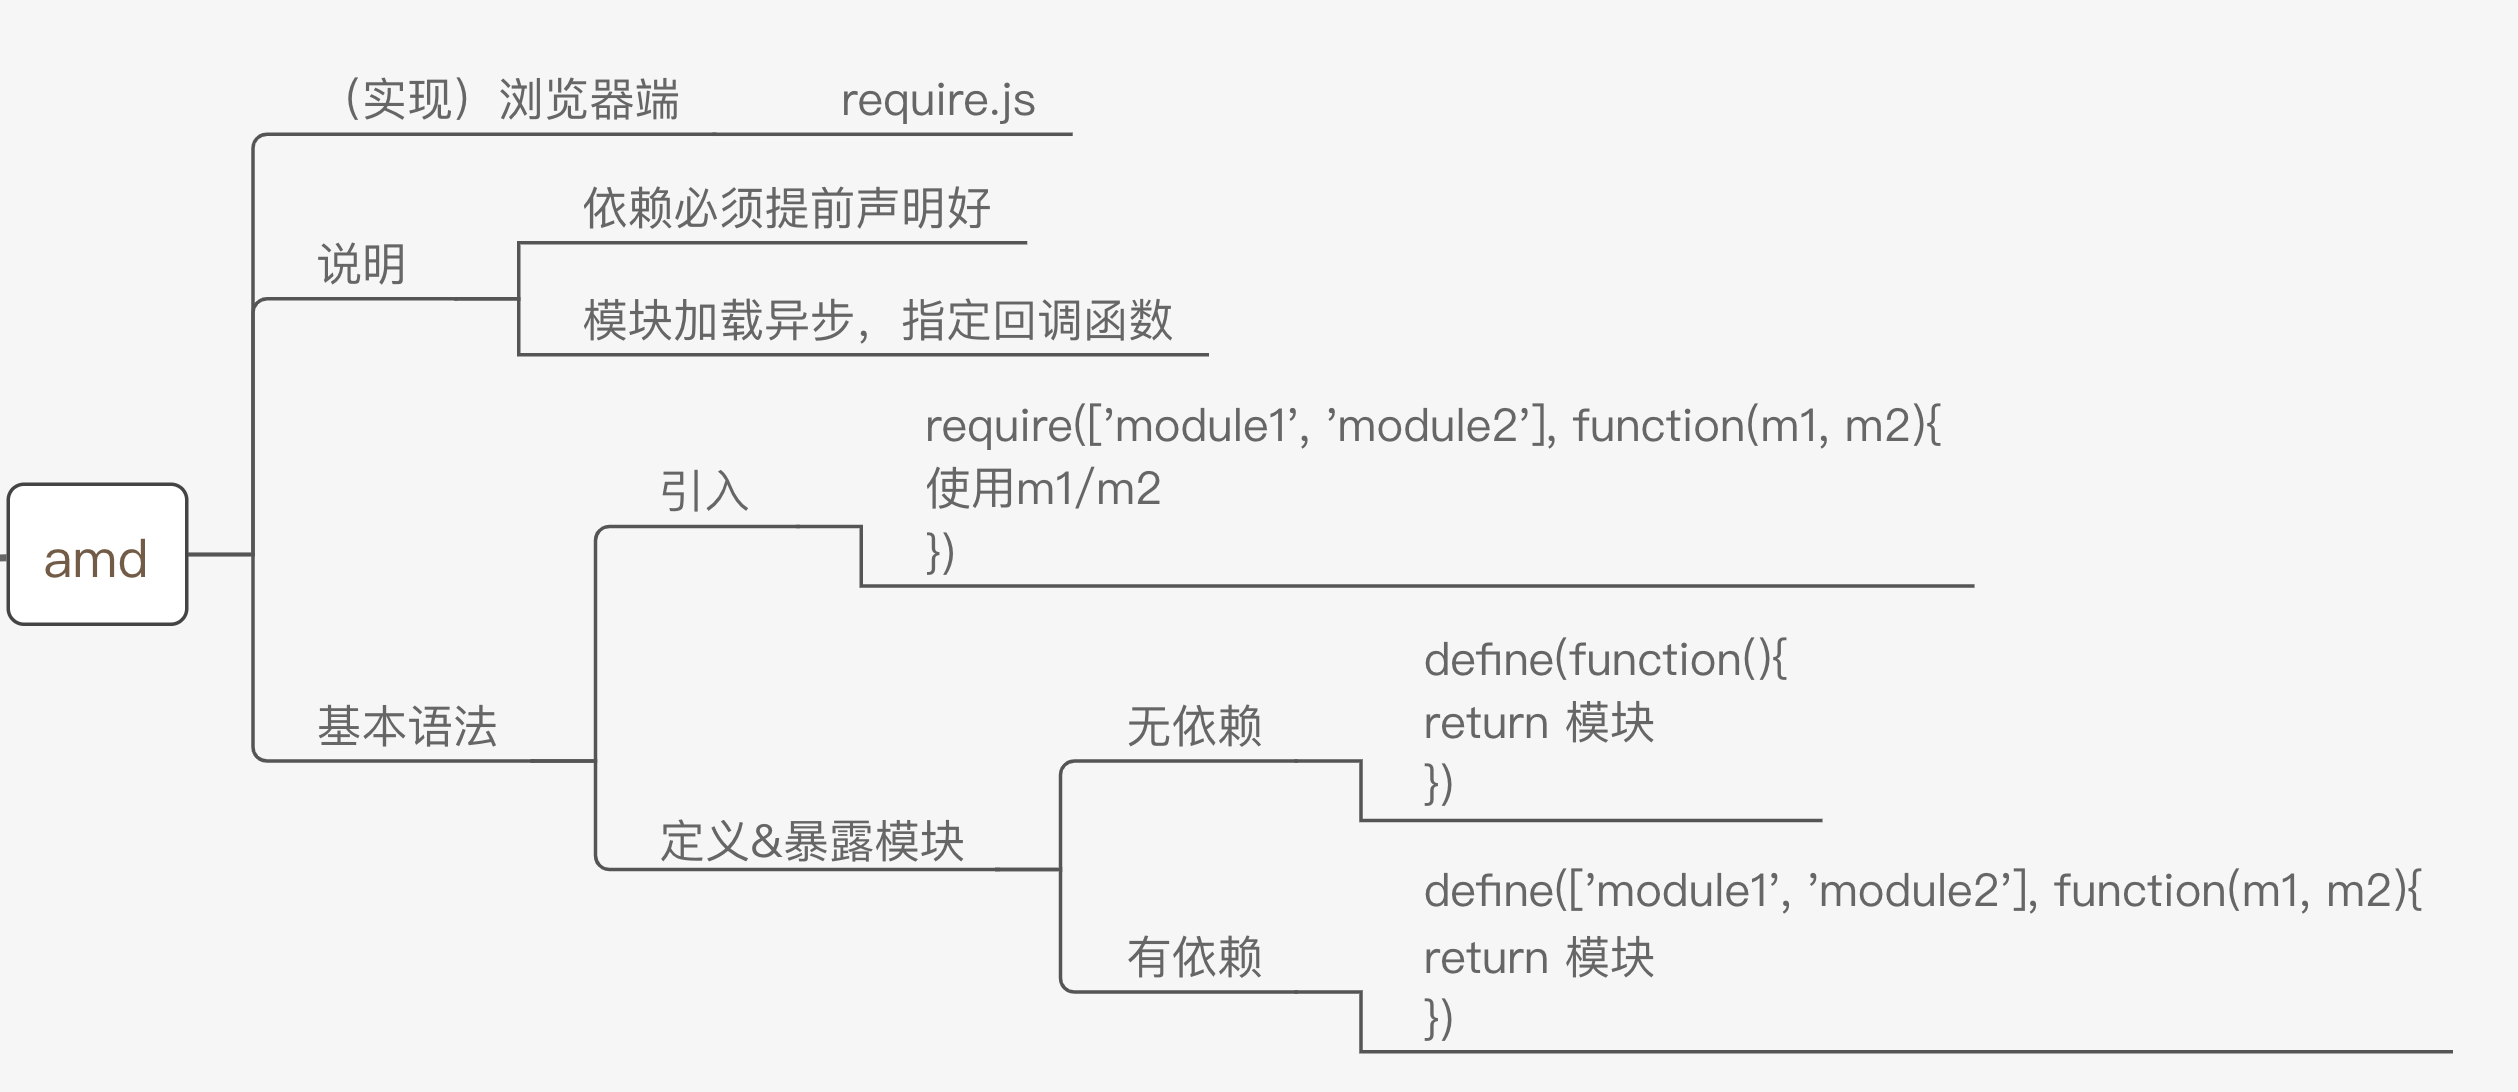 （实现）浏览器端
require.js
依赖必须提前声明好
说明
模块加载异步，指定回调函数
require(['module1', 'module2'], function(m1, m2){
引入
使用m1/m2
})
amd
define(function(){
基本语法
无依赖
return 模块
})
定义&暴露模块
define(['module1', 'module2'], function(m1, m2){
有依赖
return 模块
})